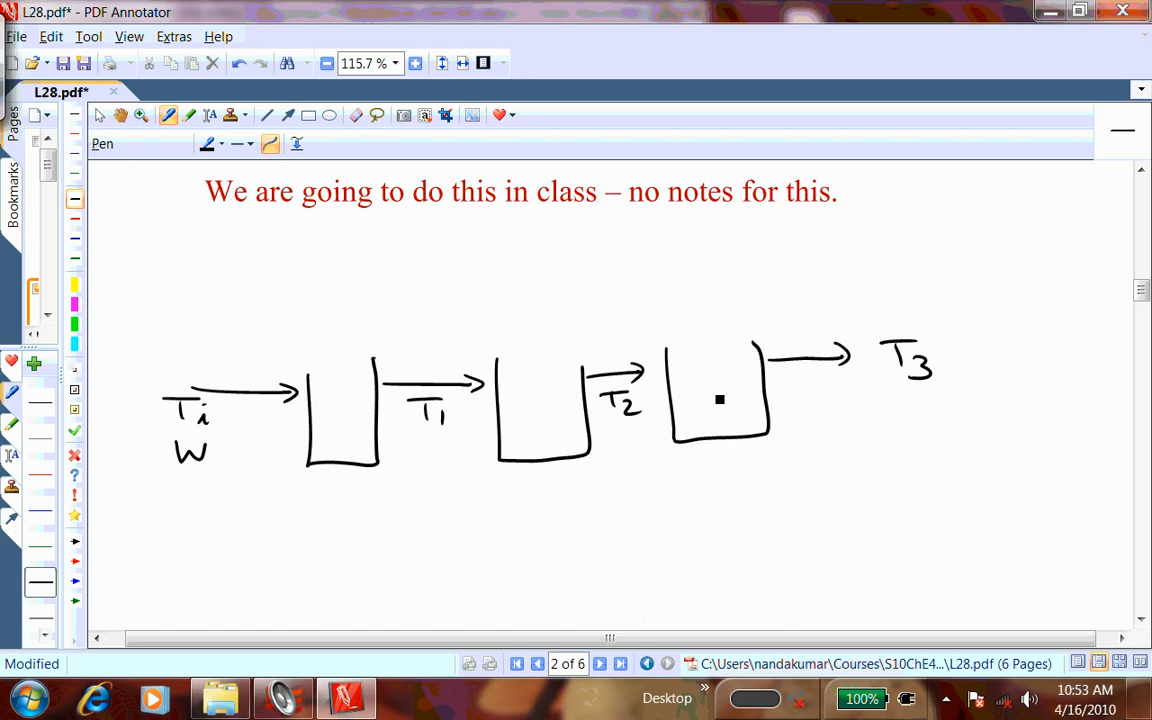 L28.pdf* - PDF Annotator
File Edit Tool View Extras Help
115.7 %
L28.pdf*
Pen
Pages
Bookmarks
We are going to do this in class – no notes for this.
Ti
W
T1
T2
T3
2 of 6
C:\Users\nandakumar\Courses\S10ChE4...\L28.pdf (6 Pages)
Modified
Desktop
100%
10:53 AM
4/16/2010